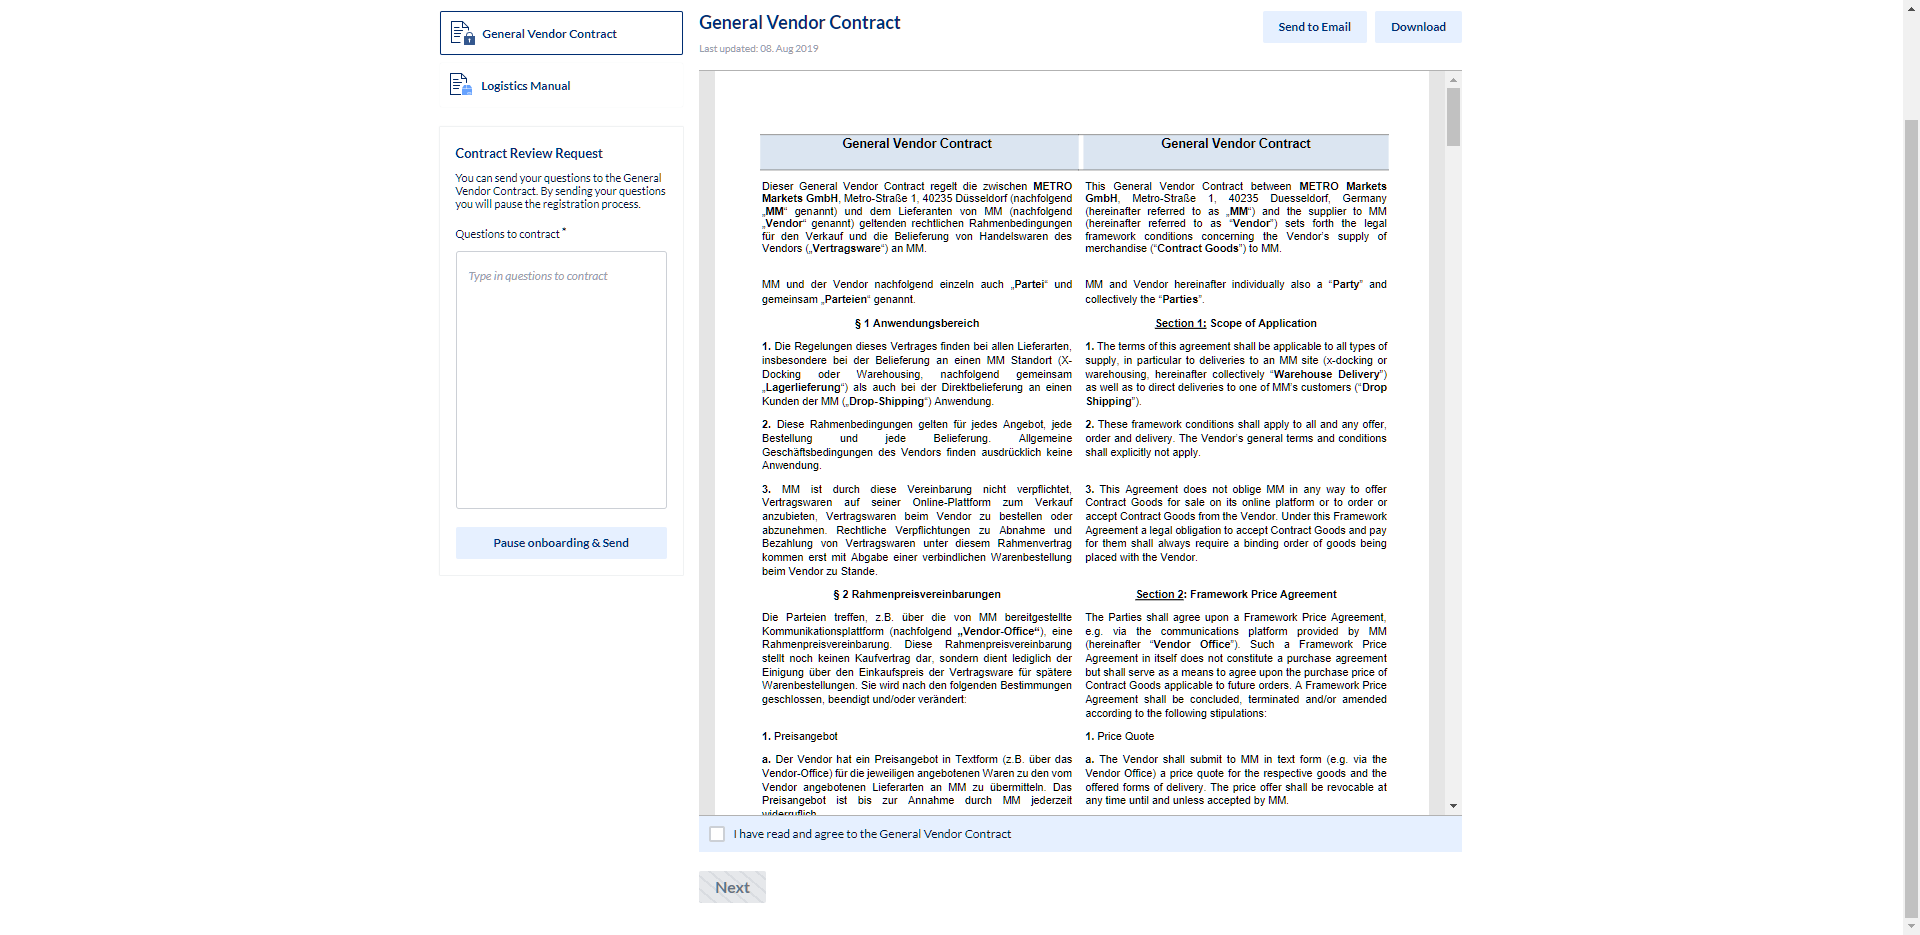 General Vendor Contract
Logistics Manual
Contract Review Request
You can send your questions to the General
Vendor Contract. By sending your questions
you will pause the registration process.
Questions to contract *
Type in questions to contract
Pause onboarding & Send
General Vendor Contract
Last updated: 08. Aug 2019
Send to Email
Download
General Vendor Contract
Dieser General Vendor Contract regelt die zwischen METRO
Markets GmbH, Metro-Straße 1, 40235 Düsseldorf (nachfolgend
„MM“ genannt) und dem Lieferanten von MM (nachfolgend
„Vendor“ genannt) geltenden rechtlichen Rahmenbedingungen
für den Verkauf und die Belieferung von Handelswaren des
Vendors („Vertragsware“) an MM.
MM und der Vendor nachfolgend einzeln auch „Partei“ und
gemeinsam „Parteien“ genannt.
§ 1 Anwendungsbereich
1. Die Regelungen dieses Vertrages finden bei allen Lieferarten,
insbesondere bei der Belieferung an einen MM Standort (X-
Docking oder Warehousing, nachfolgend gemeinsam
„Lagerlieferung“) als auch bei der Direktbelieferung an einen
Kunden der MM („Drop-Shipping“) Anwendung.
2. Diese Rahmenbedingungen gelten für jedes Angebot, jede
Bestellung und jede Belieferung. Allgemeine
Geschäftsbedingungen des Vendors finden ausdrücklich keine
Anwendung.
3. MM ist durch diese Vereinbarung nicht verpflichtet,
Vertragswaren auf seiner Online-Plattform zum Verkauf
anzubieten, Vertragswaren beim Vendor zu bestellen oder
abzunehmen. Rechtliche Verpflichtungen zu Abnahme und
Bezahlung von Vertragswaren unter diesem Rahmenvertrag
kommen erst mit Abgabe einer verbindlichen Warenbestellung
beim Vendor zu Stande.
§ 2 Rahmenpreisvereinbarungen
Die Parteien treffen, z.B. über die von MM bereitgestellte
Kommunikationsplattform (nachfolgend „Vendor-Office“), eine
Rahmenpreisvereinbarung. Diese Rahmenpreisvereinbarung
stellt noch keinen Kaufvertrag dar, sondern dient lediglich der
Einigung über den Einkaufspreis der Vertragsware für spätere
Warenbestellungen. Sie wird nach den folgenden Bestimmungen
geschlossen, beendigt und/oder verändert:
1. Preisangebot
a. Der Vendor hat ein Preisangebot in Textform (z.B. über das
Vendor-Office) für die jeweiligen angebotenen Waren zu den vom
Vendor angebotenen Lieferarten an MM zu übermitteln. Das
Preisangebot ist bis zur Annahme durch MM jederzeit
widerruflich.
General Vendor Contract
This General Vendor Contract between METRO Markets
GmbH, Metro-Straße 1, 40235 Duesseldorf, Germany
(hereinafter referred to as „MM“) and the supplier to MM
(hereinafter referred to as “Vendor”) sets forth the legal
framework conditions concerning the Vendor’s supply of
merchandise (“Contract Goods”) to MM.
MM and Vendor hereinafter individually also a “Party” and
collectively the “Parties”.
Section 1: Scope of Application
1. The terms of this agreement shall be applicable to all types of
supply, in particular to deliveries to an MM site (x-docking or
warehousing, hereinafter collectively “Warehouse Delivery”)
as well as to direct deliveries to one of MM’s customers (“Drop
Shipping”).
2. These framework conditions shall apply to all and any offer,
order and delivery. The Vendor’s general terms and conditions
shall explicitly not apply.
3. This Agreement does not oblige MM in any way to offer
Contract Goods for sale on its online platform or to order or
accept Contract Goods from the Vendor. Under this Framework
Agreement a legal obligation to accept Contract Goods and pay
for them shall always require a binding order of goods being
placed with the Vendor.
Section 2: Framework Price Agreement
The Parties shall agree upon a Framework Price Agreement,
e.g. via the communications platform provided by MM
(hereinafter “Vendor Office”). Such a Framework Price
Agreement in itself does not constitute a purchase agreement
but shall serve as a means to agree upon the purchase price of
Contract Goods applicable to future orders. A Framework Price
Agreement shall be concluded, terminated and/or amended
according to the following stipulations:
1. Price Quote
a. The Vendor shall submit to MM in text form (e.g. via the
Vendor Office) a price quote for the respective goods and the
offered forms of delivery. The price offer shall be revocable at
any time until and unless accepted by MM.
I have read and agree to the General Vendor Contract
Next